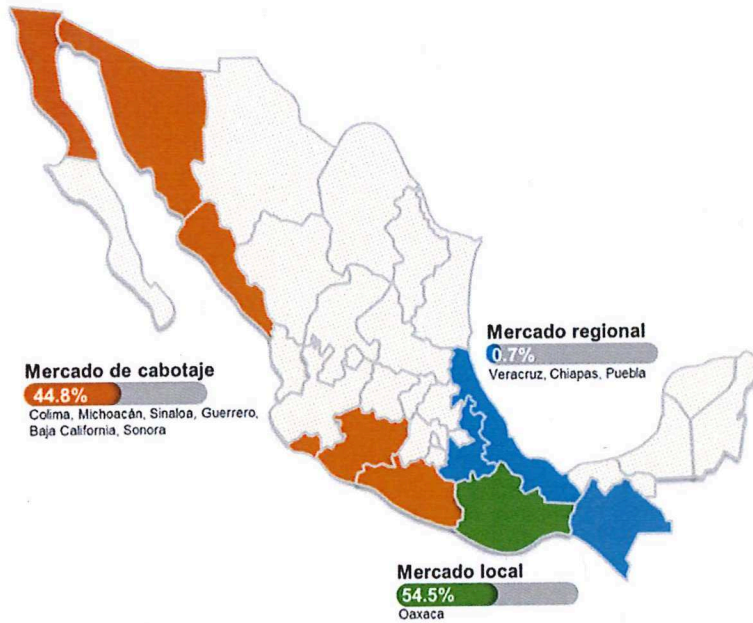 Mercado regional
0.7%
Veracruz, Chiapas, Puebla
Mercado de cabotaje
44.8%
Colima, Michoacán, Sinaloa, Guerrero,
Baja California, Sonora
Mercado local
54.5%
Oaxaca